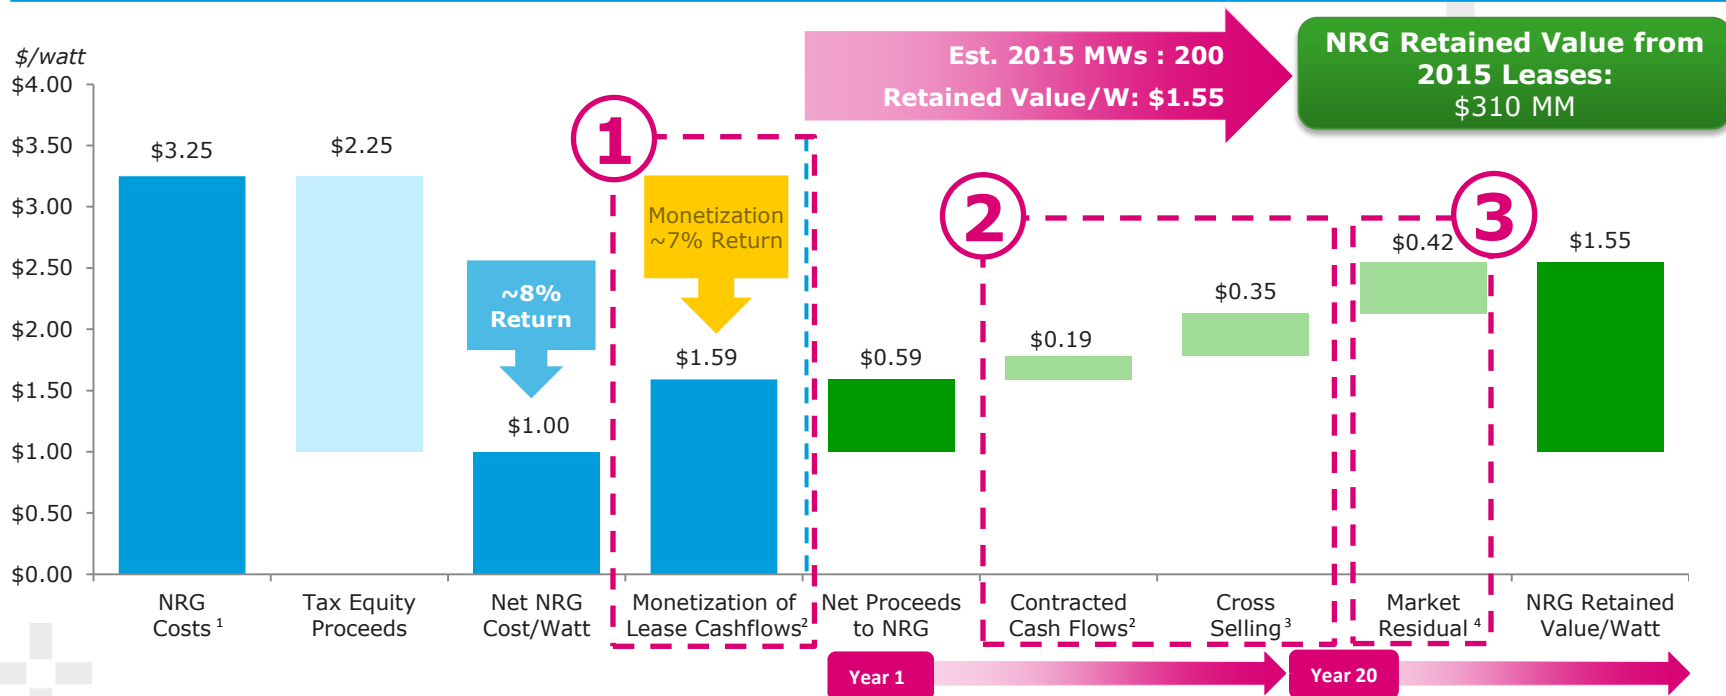 $/watt
Est. 2015 MWs : 200
Retained Value/W: $1.55
NRG Retained Value from
2015 Leases:
$310 MM
$4.00
$3.50
$3.00
$2.50
$2.00
$1.50
$1.00
$0.50
$0.00
$3.25
$2.25
~8%
Return
$1.00
1
Monetization
~7% Return
$1.59
$0.59
2
$0.19
$0.35
3
$0.42
$1.55
NRG
Costs 1
Tax Equity
Proceeds
Net NRG
Cost/Watt
Monetization of
Lease Cashflows2
Net Proceeds
to NRG
Contracted
Cash Flows2
Cross
Selling3
Market
Residual 4
NRG Retained
Value/Watt
Year 1
Year 20